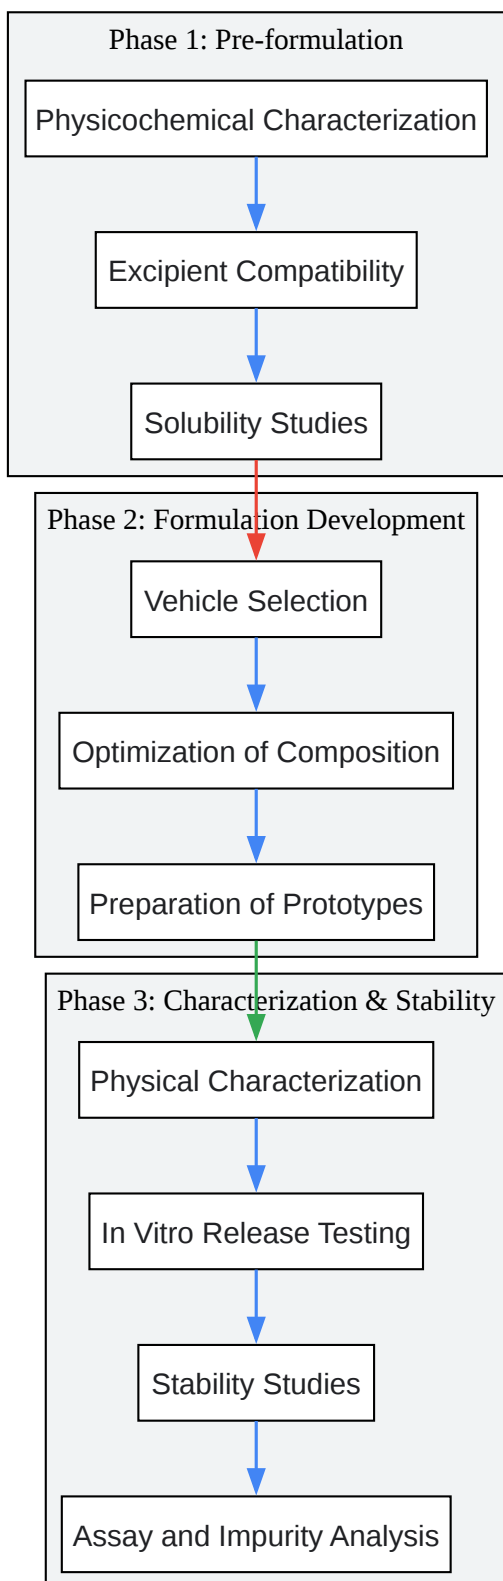 Phase 1: Pre-formulation
Physicochemical Characterization
Excipient Compatibility
Solubility Studies
Phase 2: Formulation Development
Vehicle Selection
Optimization of Composition
Preparation of Prototypes
Phase 3: Characterization & Stability
Physical Characterization
In Vitro Release Testing
Stability Studies
Assay and Impurity Analysis